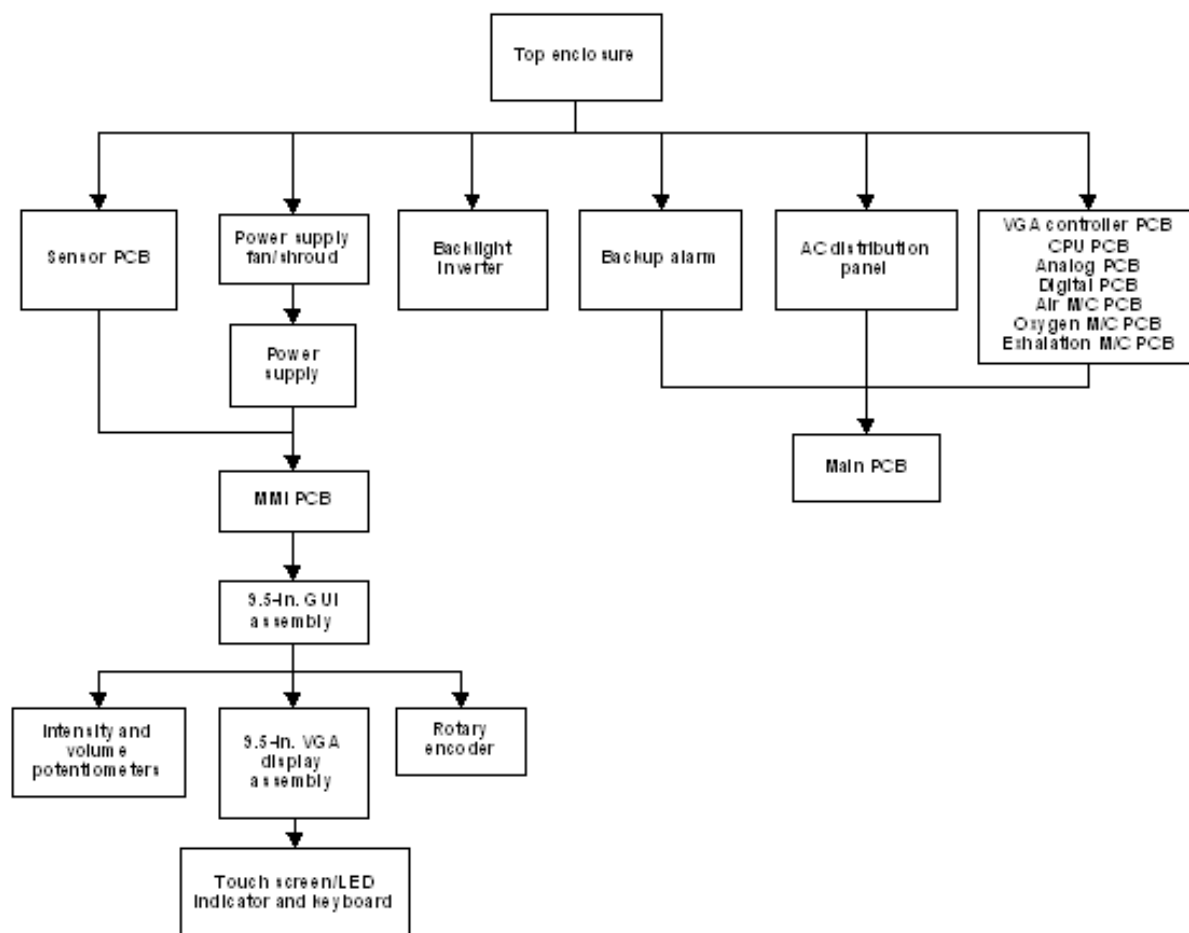 Top enclosure
Sensor PCB
Power supply
fan/shroud
Backlight
inverter
Backup alarm
AC distribution
panel
VGA controller PCB
CPU PCB
Analog PCB
Digital PCB
Air M/C PCB
Oxygen M/C PCB
Exhalation M/C PCB
Power
supply
Main PCB
MMI PCB
9.5-in. GUI
assembly
Intensity and
volume
potentiometers
9.5-in. VGA
display
assembly
Rotary
encoder
Touch screen/LED
indicator and keyboard